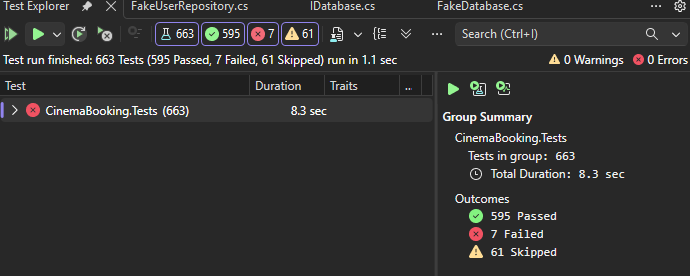 Test Explorer FakeUserRepository.cs IDatabase.cs FakeDatabase.cs
663 595 7 61 Search (Ctrl+I)
Test run finished: 663 Tests (595 Passed, 7 Failed, 61 Skipped) run in 1.1 sec 0 Warnings 0 Errors
Test Duration Traits ...
CinemaBooking.Tests (663) 8.3 sec
Group Summary
CinemaBooking.Tests
Tests in group: 663
Total Duration: 8.3 sec
Outcomes
595 Passed
7 Failed
61 Skipped